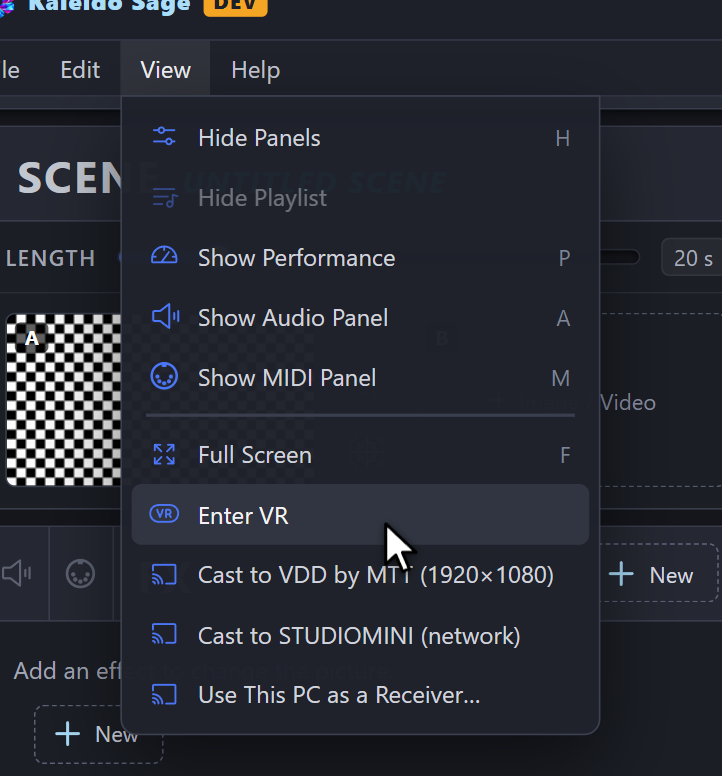 Kaleido Sage DEV
le Edit View Help
Hide Panels H
SCEN UNTITLED SCENE
Hide Playlist
LENGTH Show Performance P 20 s
A Show Audio Panel A B
Show MIDI Panel M
Video
Full Screen F
VR Enter VR
Cast to VDD by MTT (1920×1080) New
Cast to STUDIOMINI (network)
Add an eff
Use This PC as a Receiver...
New